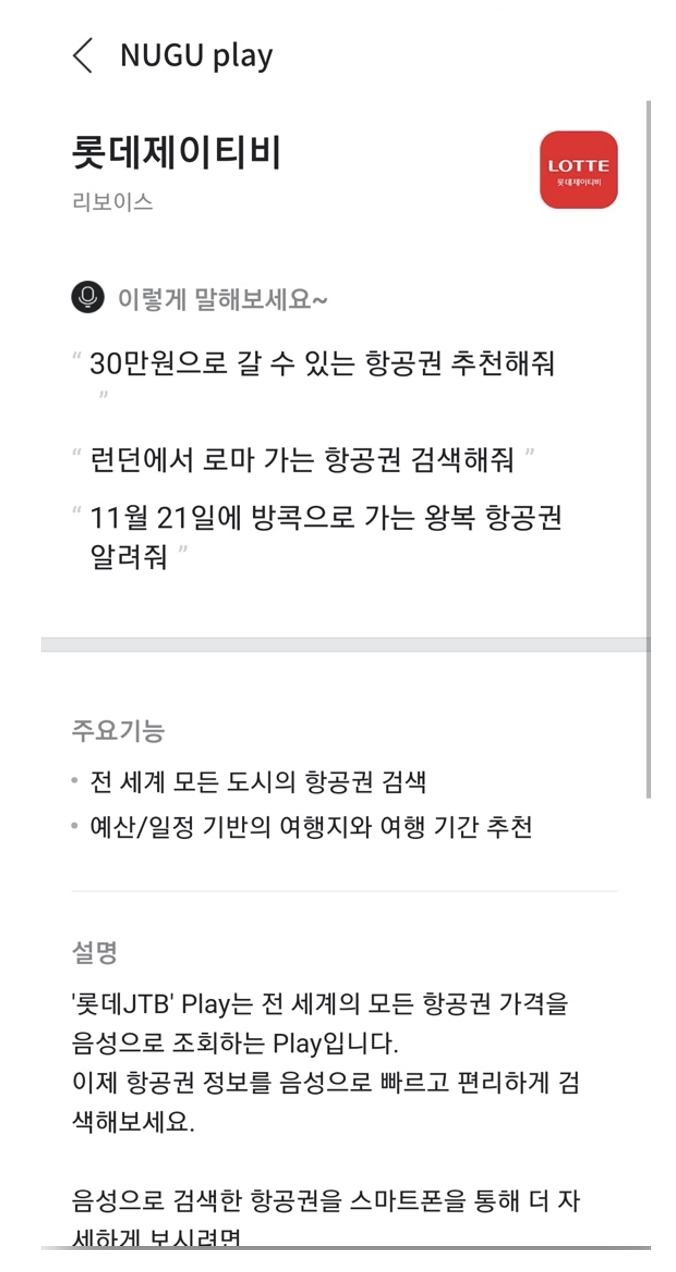 NUGU play
롯데제이티비
LOTTE
롯데제이티비
리보이스
이렇게 말해보세요~
“ 30만원으로 갈 수 있는 항공권 추천해줘
”
“ 런던에서 로마 가는 항공권 검색해줘 ”
“ 11월 21일에 방콕으로 가는 왕복 항공권
알려줘 ”
주요기능
• 전 세계 모든 도시의 항공권 검색
• 예산/일정 기반의 여행지와 여행 기간 추천
설명
'롯데JTB' Play는 전 세계의 모든 항공권 가격을
음성으로 조회하는 Play입니다.
이제 항공권 정보를 음성으로 빠르고 편리하게 검
색해보세요.
음성으로 검색한 항공권을 스마트폰을 통해 더 자
세하게 보시려면